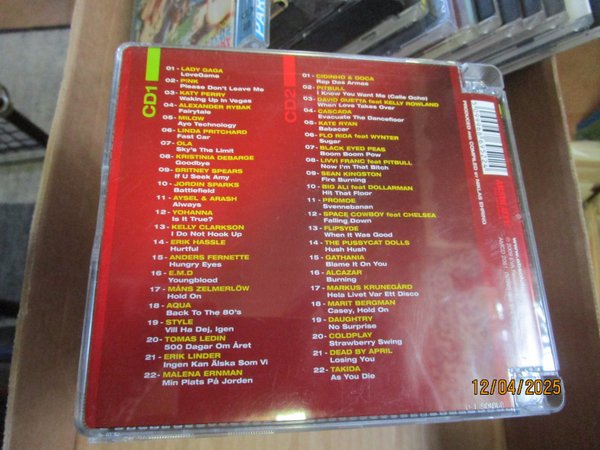 CD1
01 - LADY GAGA
LoveGame
02 - P!NK
Please Don't Leave Me
03 - KATY PERRY
Waking Up In Vegas
04 - ALEXANDER RYBAK
Fairytale
05 - MILOW
Ayo Technology
06 - LINDA PRITCHARD
Fast Car
07 - OLA
Sky's The Limit
08 - KRISTINIA DEBARGE
Goodbye
09 - BRITNEY SPEARS
If U Seek Amy
10 - JORDIN SPARKS
Battlefield
11 - AYSEL & ARASH
Always
12 - YOHANNA
Is It True?
13 - KELLY CLARKSON
I Do Not Hook Up
14 - ERIK HASSLE
Hurtful
15 - ANDERS FERNETTE
Hungry Eyes
16 - E.M.D
Youngblood
17 - MÅNS ZELMERLÖW
Hold On
18 - AQUA
Back To The 80's
19 - STYLE
Vill Ha Dej, Igen
20 - TOMAS LEDIN
500 Dagar Om Året
21 - ERIK LINDER
Ingen Kan Älska Som Vi
22 - MALENA ERNMAN
Min Plats På Jorden
CD2
01 - CIDINHO & DOCA
Rap Das Armas
02 - PITBULL
I Know You Want Me (Calle Ocho)
03 - DAVID GUETTA feat KELLY ROWLAND
When Love Takes Over
04 - CASCADA
Evacuate The Dancefloor
05 - KATE RYAN
Babacar
06 - FLO RIDA feat WYNTER
Sugar
07 - BLACK EYED PEAS
Boom Boom Pow
08 - LIVVI FRANC feat PITBULL
Now I'm That B!tch
09 - SEAN KINGSTON
Fire Burning
10 - BIG ALI feat DOLLARMAN
Hit That Floor
11 - PROMOE
Svennebanan
12 - SPACE COWBOY feat CHELSEA
Falling Down
13 - FLIPSYDE
When It Was Good
14 - THE PUSSYCAT DOLLS
Hush Hush
15 - GATHANIA
Blame It On You
16 - ALCAZAR
Burning
17 - MARKUS KRUNEGÅRD
Hela Livet Var Ett Disco
18 - MARIT BERGMAN
Casey, Hold On
19 - DAUGHTRY
No Surprise
20 - COLDPLAY
Strawberry Swing
21 - DEAD BY APRIL
Losing You
22 - TAKIDA
As You Die
PRODUCED AND COMPILED BY NIKLAS
12/04/2025